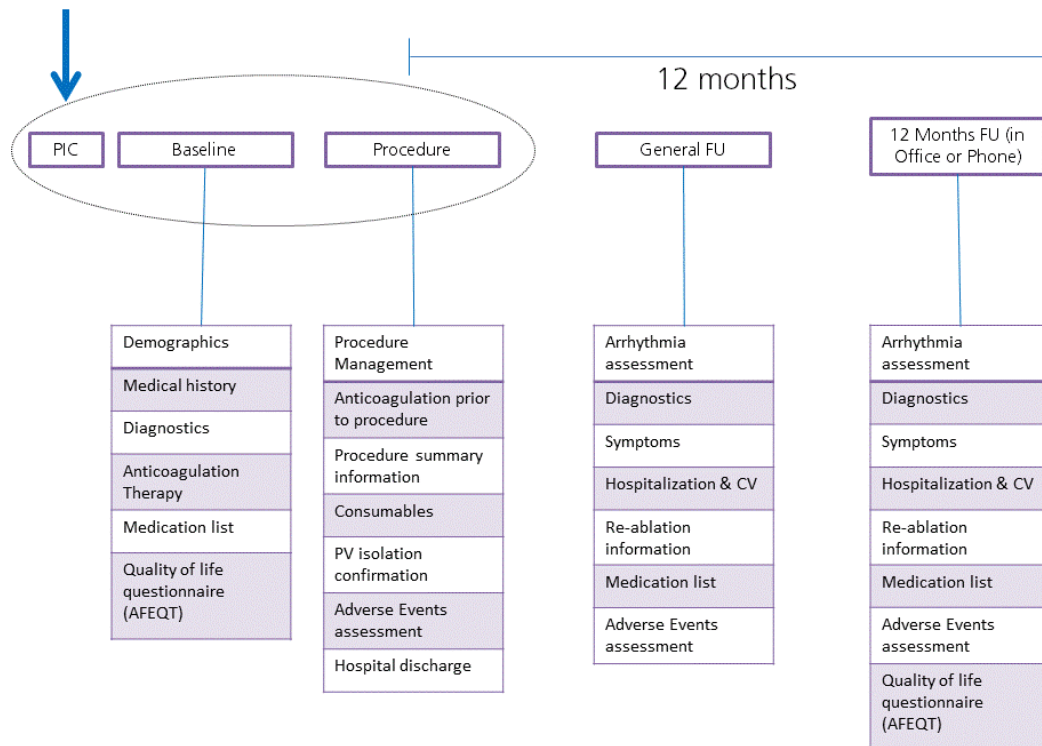 12 months
PIC
Baseline
Procedure
General FU
12 Months FU (in
Office or Phone)
Demographics
Medical history
Diagnostics
Anticoagulation
Therapy
Medication list
Quality of life
questionnaire
(AFEQT)
Procedure
Management
Anticoagulation prior
to procedure
Procedure summary
information
Consumables
PV isolation
confirmation
Adverse Events
assessment
Hospital discharge
Arrhythmia
assessment
Diagnostics
Symptoms
Hospitalization & CV
Re-ablation
information
Medication list
Adverse Events
assessment
Arrhythmia
assessment
Diagnostics
Symptoms
Hospitalization & CV
Re-ablation
information
Medication list
Adverse Events
assessment
Quality of life
questionnaire
(AFEQT)